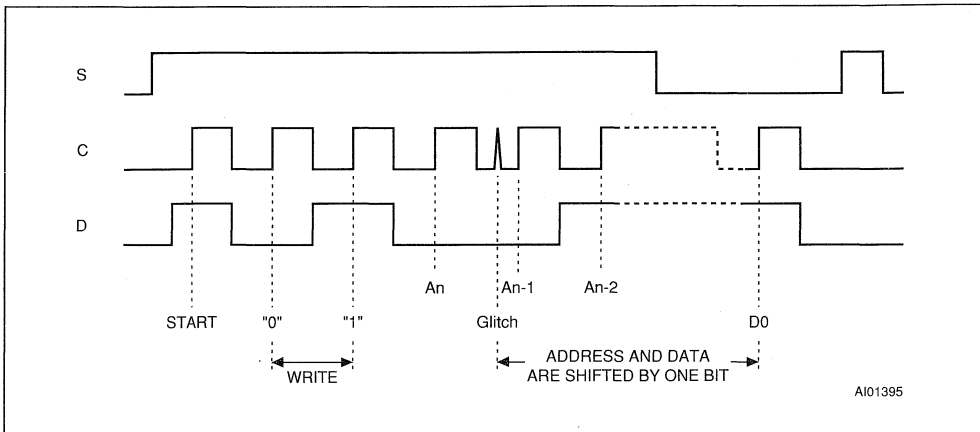 S
C
D
An An-1 An-2
START "0" "1" Glitch D0
WRITE
ADDRESS AND DATA
ARE SHIFTED BY ONE BIT
AI01395